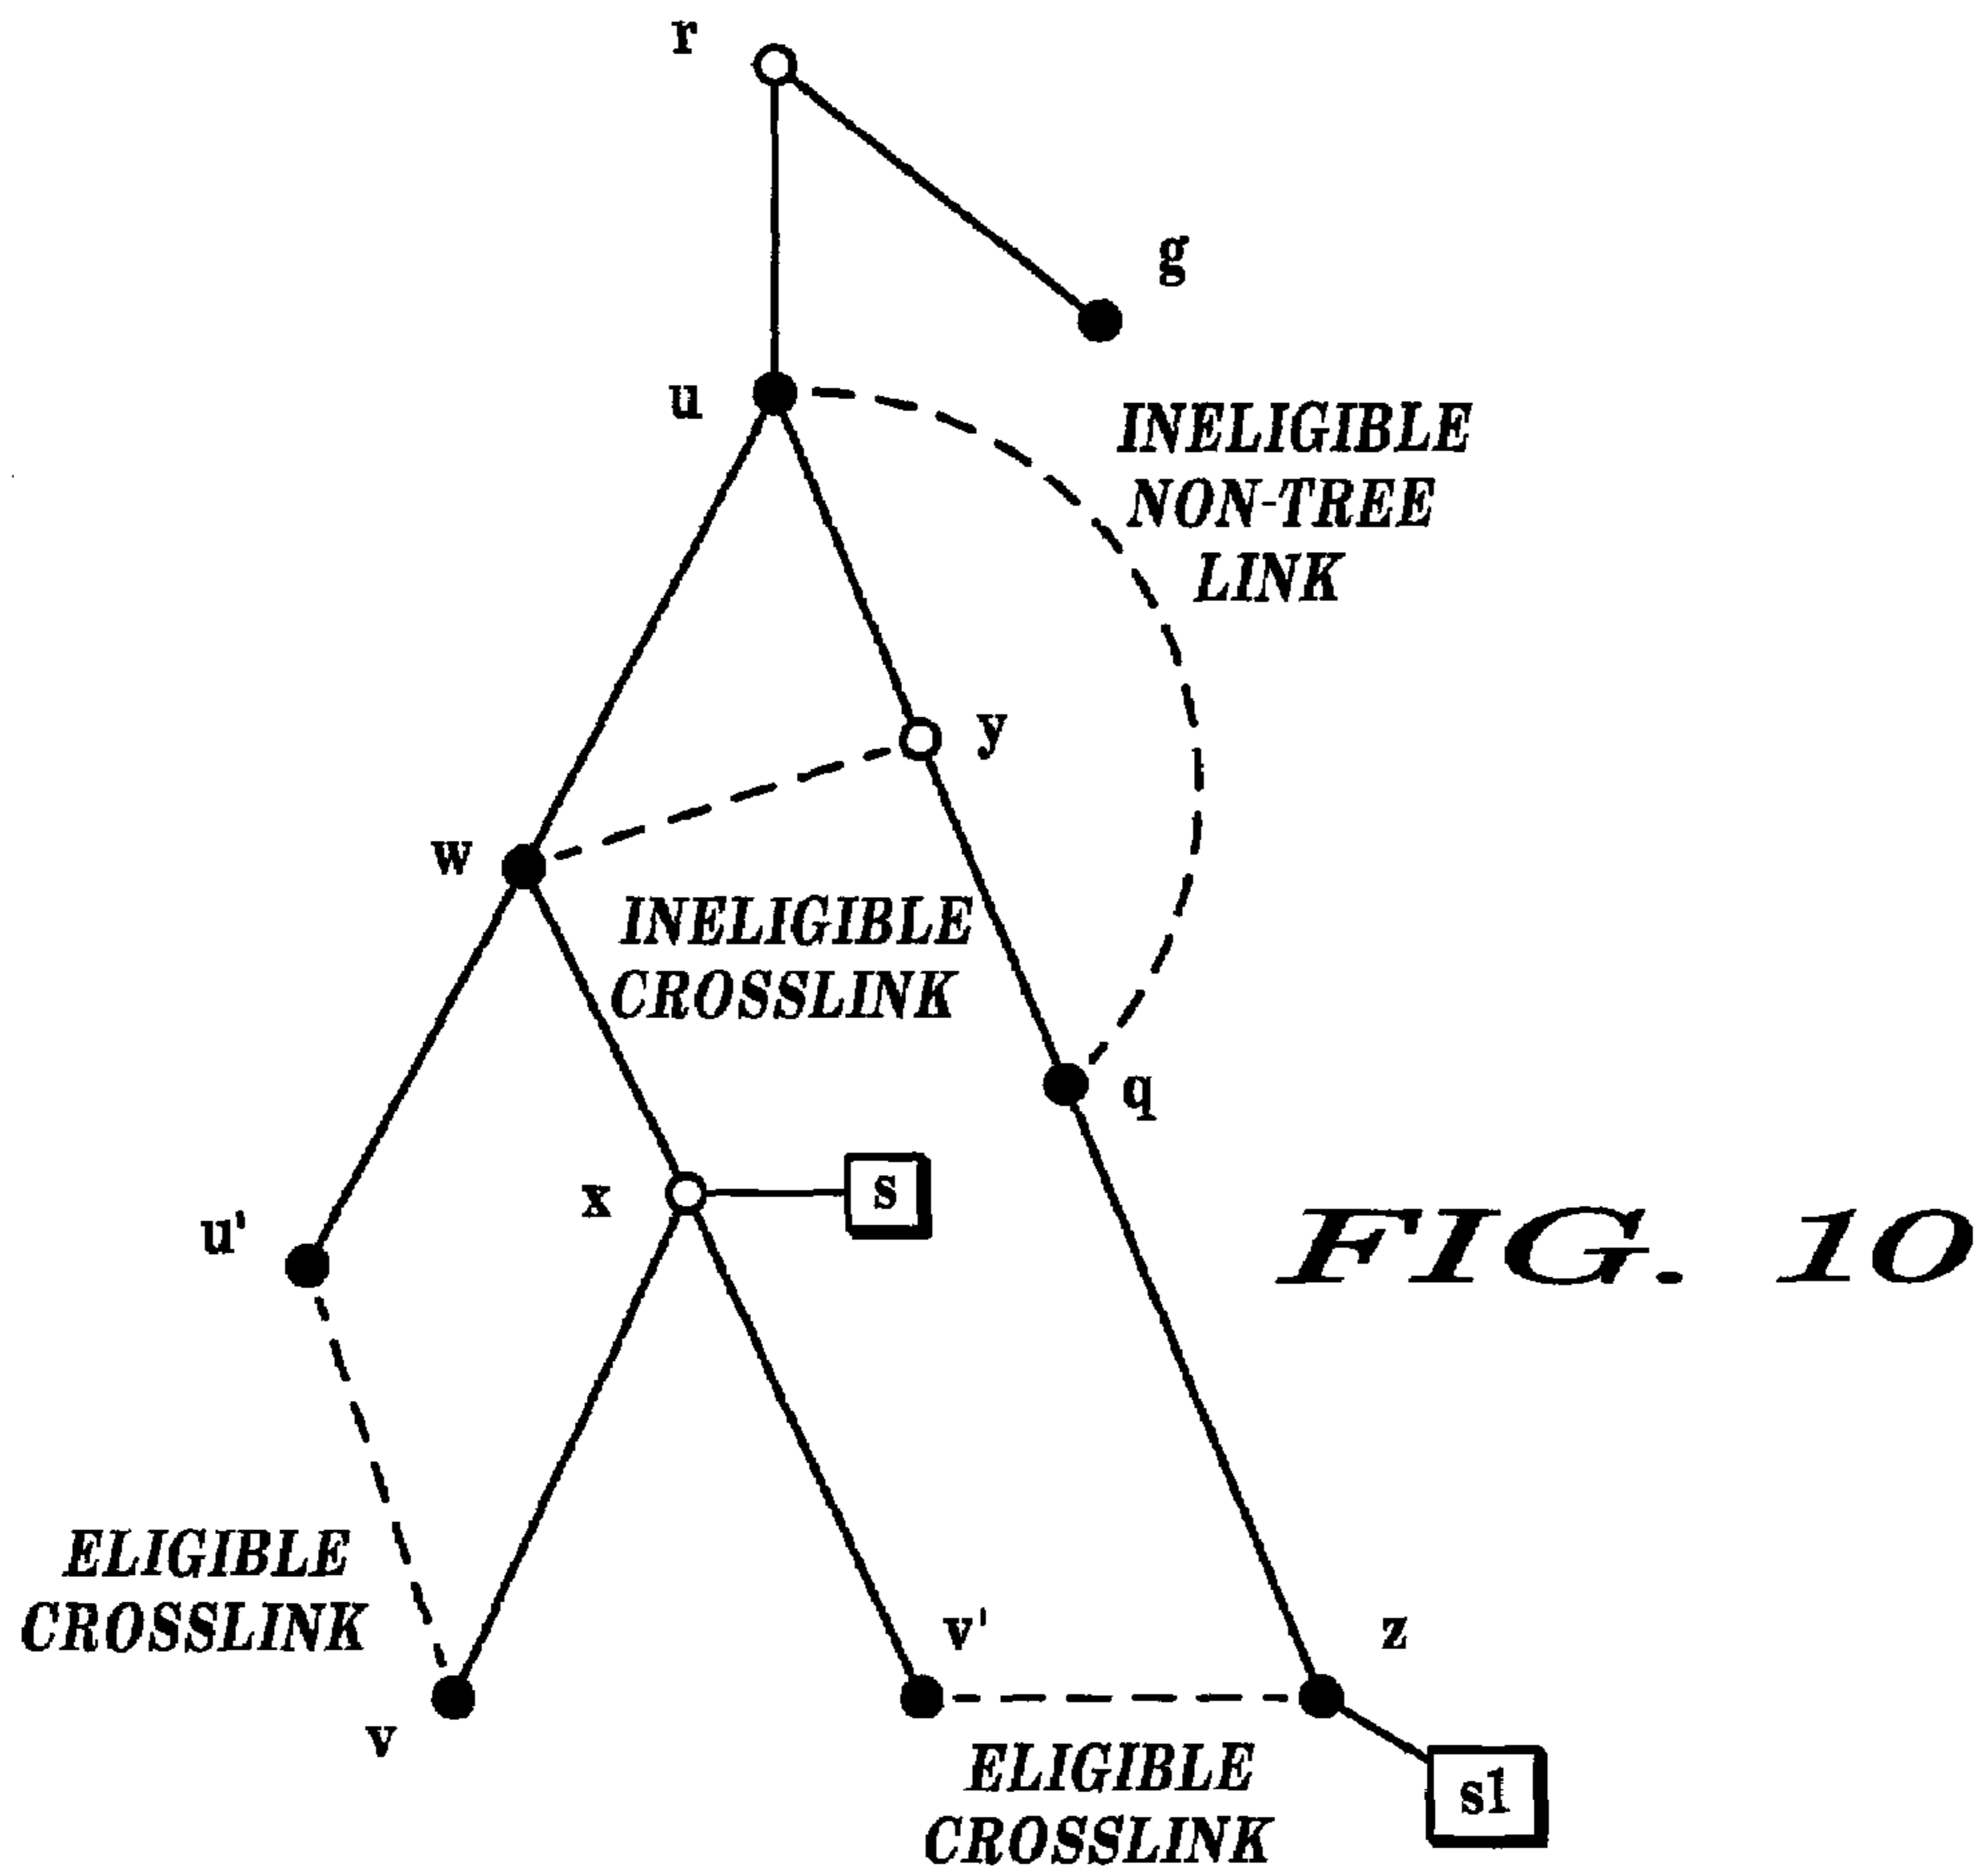 r
g
u
INELIGIBLE
NON-TREE
LINK
y
w
INELIGIBLE
CROSSLINK
q
x
s
u'
FIG. 10
ELIGIBLE
CROSSLINK
v'
z
v
ELIGIBLE
CROSSLINK
s1